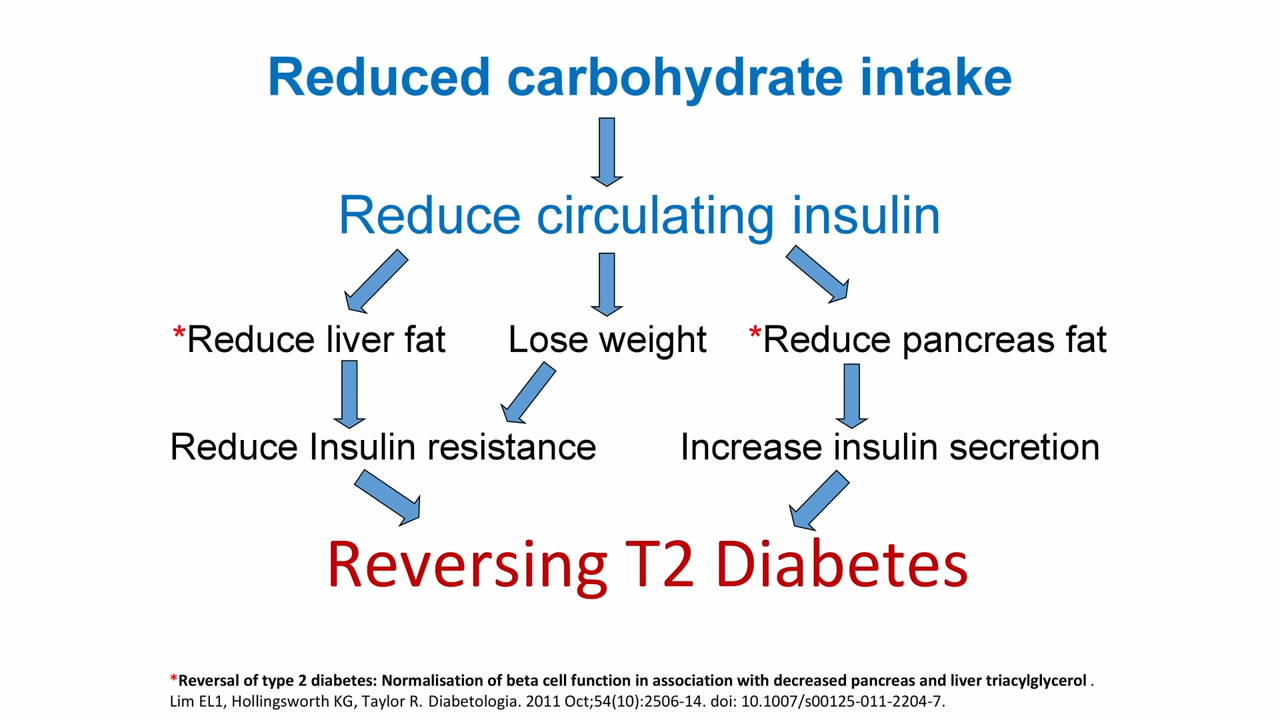 Reduced carbohydrate intake
Reduce circulating insulin
*Reduce liver fat
Lose weight
*Reduce pancreas fat
Reduce Insulin resistance
Increase insulin secretion
Reversing T2 Diabetes
*Reversal of type 2 diabetes: Normalisation of beta cell function in association with decreased pancreas and liver triacylglycerol .
Lim EL1, Hollingsworth KG, Taylor R. Diabetologia. 2011 Oct;54(10):2506-14. doi: 10.1007/s00125-011-2204-7.